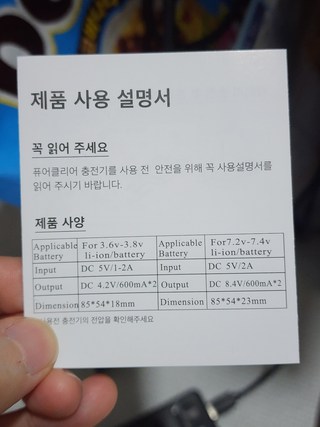 제품 사용 설명서
꼭 읽어 주세요
퓨어클리어 충전기를 사용 전 안전을 위해 꼭 사용설명서를
읽어 주시기 바랍니다.
제품 사양
Applicable Battery For 3.6v-3.8v li-ion/battery Applicable Battery For7.2v-7.4v li-ion/battery
Input DC 5V/1-2A Input DC 5V/2A
Output DC 4.2V/600mA*2 Output DC 8.4V/600mA*2
Dimension 85*54*18mm Dimension 85*54*23mm
사용전 충전기의 전압을 확인해주세요